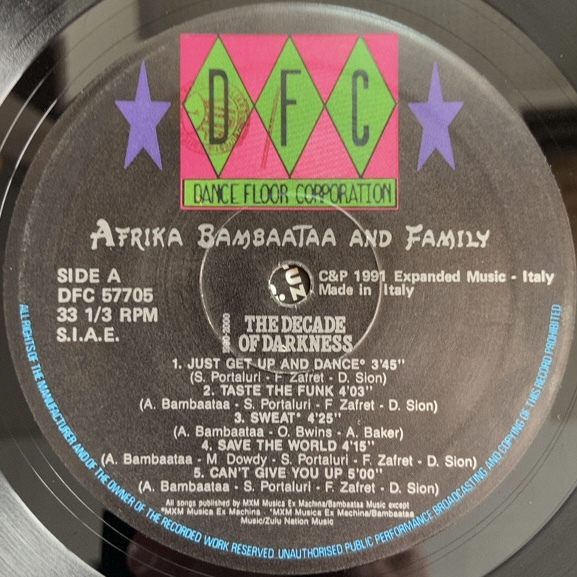 DFC
DANCE FLOOR CORPORATION
AFRIKA BAMBAATAA AND FAMILY
SIDE A
DFC 57705
33 1/3 RPM
S.I.A.E.
C&P 1991 Expanded Music - Italy
Made in Italy
1990-2000
THE DECADE
OF DARKNESS
1. JUST GET UP AND DANCE° 3'45"
(S. Portaluri - F Zafret - D. Sion)
2. TASTE THE FUNK 4'03"
(A. Bambaataa - S. Portaluri - F. Zafret - D. Sion)
3. SWEAT* 4'25"
(A. Bambaataa - O. Bwins - A. Baker)
4. SAVE THE WORLD 4'15"
(A. Bambaataa - M. Dowdy - S. Portaluri - F. Zafret - D. Sion)
5. CAN'T GIVE YOU UP 5'00"
(A. Bambaataa - S. Portaluri - F. Zafret - D. Sion)
All songs published by MXM Musica Ex Machina/Bambaataa Music except
°MXM Musica Ex Machina - *MXM Musica Ex Machina/Bambaataa
Music/Zulu Nation Music
ALL RIGHTS OF THE MANUFACTURER AND OF THE OWNER OF THE RECORDED WORK RESERVED. UNAUTHORISED PUBLIC PERFORMANCE BROADCASTING AND COPYING OF THIS RECORD PROHIBITED